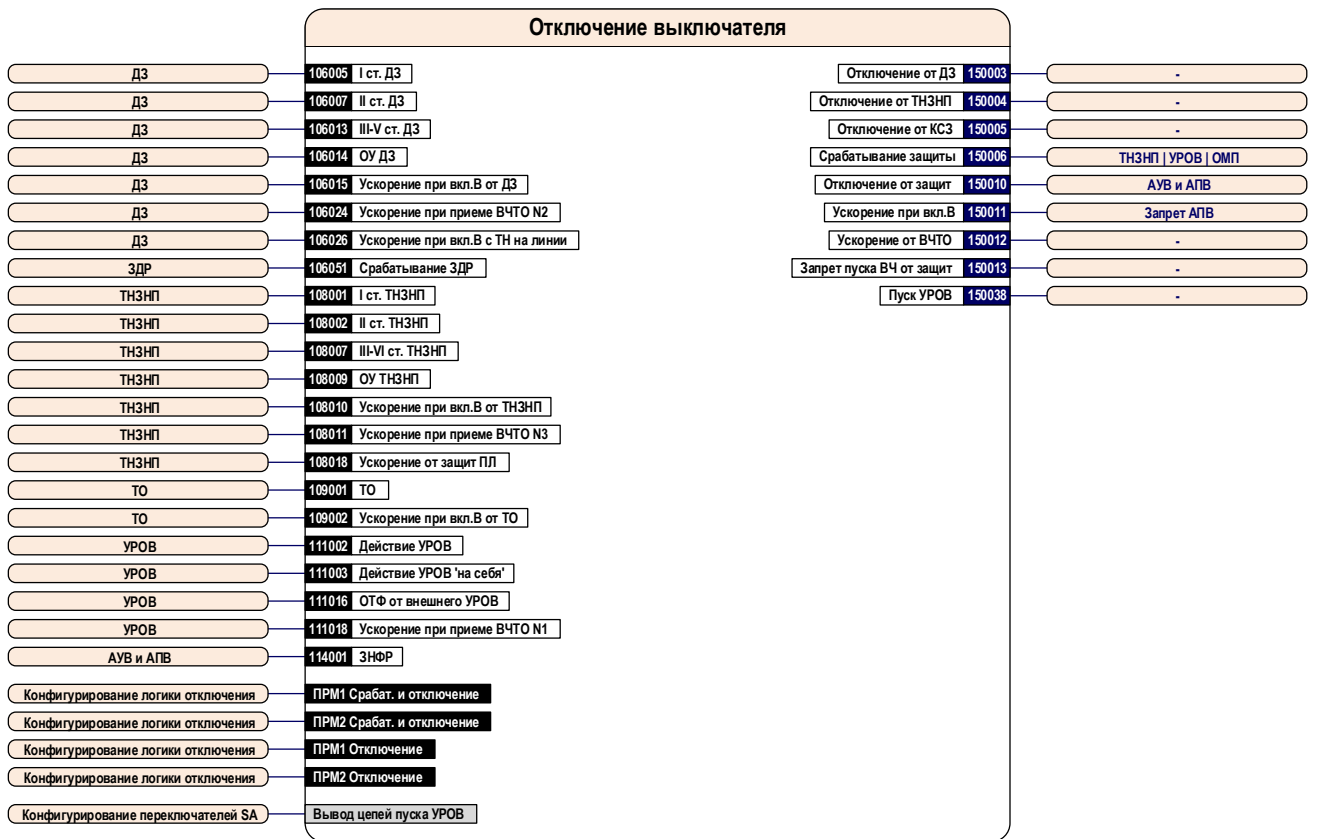 Отключение выключателя
ДЗ 106005 I ст. ДЗ Отключение от ДЗ 150003 -
ДЗ 106007 II ст. ДЗ Отключение от ТНЗНП 150004 -
ДЗ 106013 III-V ст. ДЗ Отключение от КСЗ 150005 -
ДЗ 106014 ОУ ДЗ Срабатывание защиты 150006 ТНЗНП | УРОВ | ОМП
ДЗ 106015 Ускорение при вкл.В от ДЗ Отключение от защит 150010 АУВ и АПВ
ДЗ 106024 Ускорение при приеме ВЧТО N2 Ускорение при вкл.В 150011 Запрет АПВ
ДЗ 106026 Ускорение при вкл.В с ТН на линии Ускорение от ВЧТО 150012 -
ЗДР 106051 Срабатывание ЗДР Запрет пуска ВЧ от защит 150013 -
ТНЗНП 108001 I ст. ТНЗНП Пуск УРОВ 150038 -
ТНЗНП 108002 II ст. ТНЗНП
ТНЗНП 108007 III-VI ст. ТНЗНП
ТНЗНП 108009 ОУ ТНЗНП
ТНЗНП 108010 Ускорение при вкл.В от ТНЗНП
ТНЗНП 108011 Ускорение при приеме ВЧТО N3
ТНЗНП 108018 Ускорение от защит ПЛ
ТО 109001 ТО
ТО 109002 Ускорение при вкл.В от ТО
УРОВ 111002 Действие УРОВ
УРОВ 111003 Действие УРОВ 'на себя'
УРОВ 111016 ОТФ от внешнего УРОВ
УРОВ 111018 Ускорение при приеме ВЧТО N1
АУВ и АПВ 114001 ЗНФР
Конфигурирование логики отключения ПРМ1 Срабат. и отключение
Конфигурирование логики отключения ПРМ2 Срабат. и отключение
Конфигурирование логики отключения ПРМ1 Отключение
Конфигурирование логики отключения ПРМ2 Отключение
Конфигурирование переключателей SA Вывод цепей пуска УРОВ